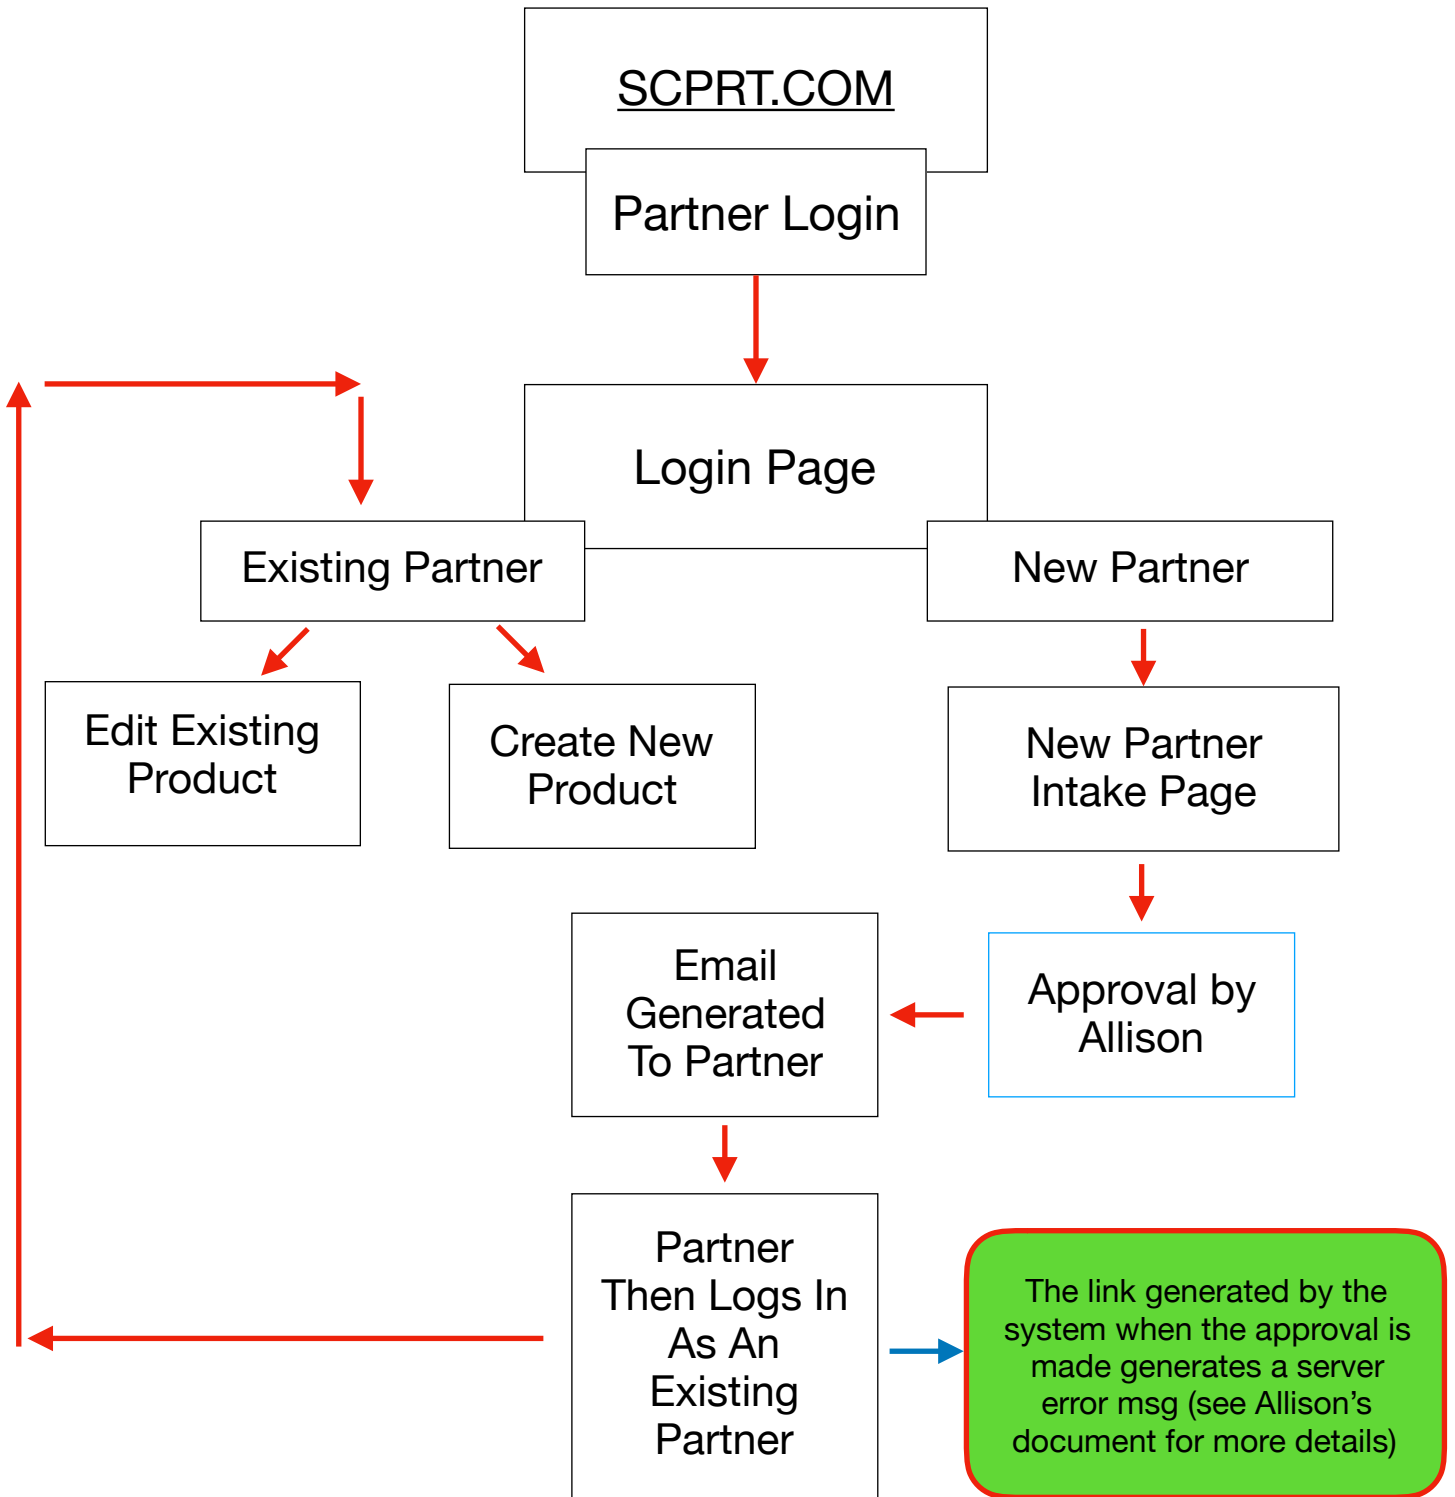 SCPRT.COM
Partner Login
Login Page
Existing Partner
New Partner
Edit Existing
Product
Create New
Product
New Partner
Intake Page
Email
Generated
To Partner
Approval by
Allison
Partner
Then Logs In
As An
Existing
Partner
The link generated by the
system when the approval is
made generates a server
error msg (see Allison’s
document for more details)